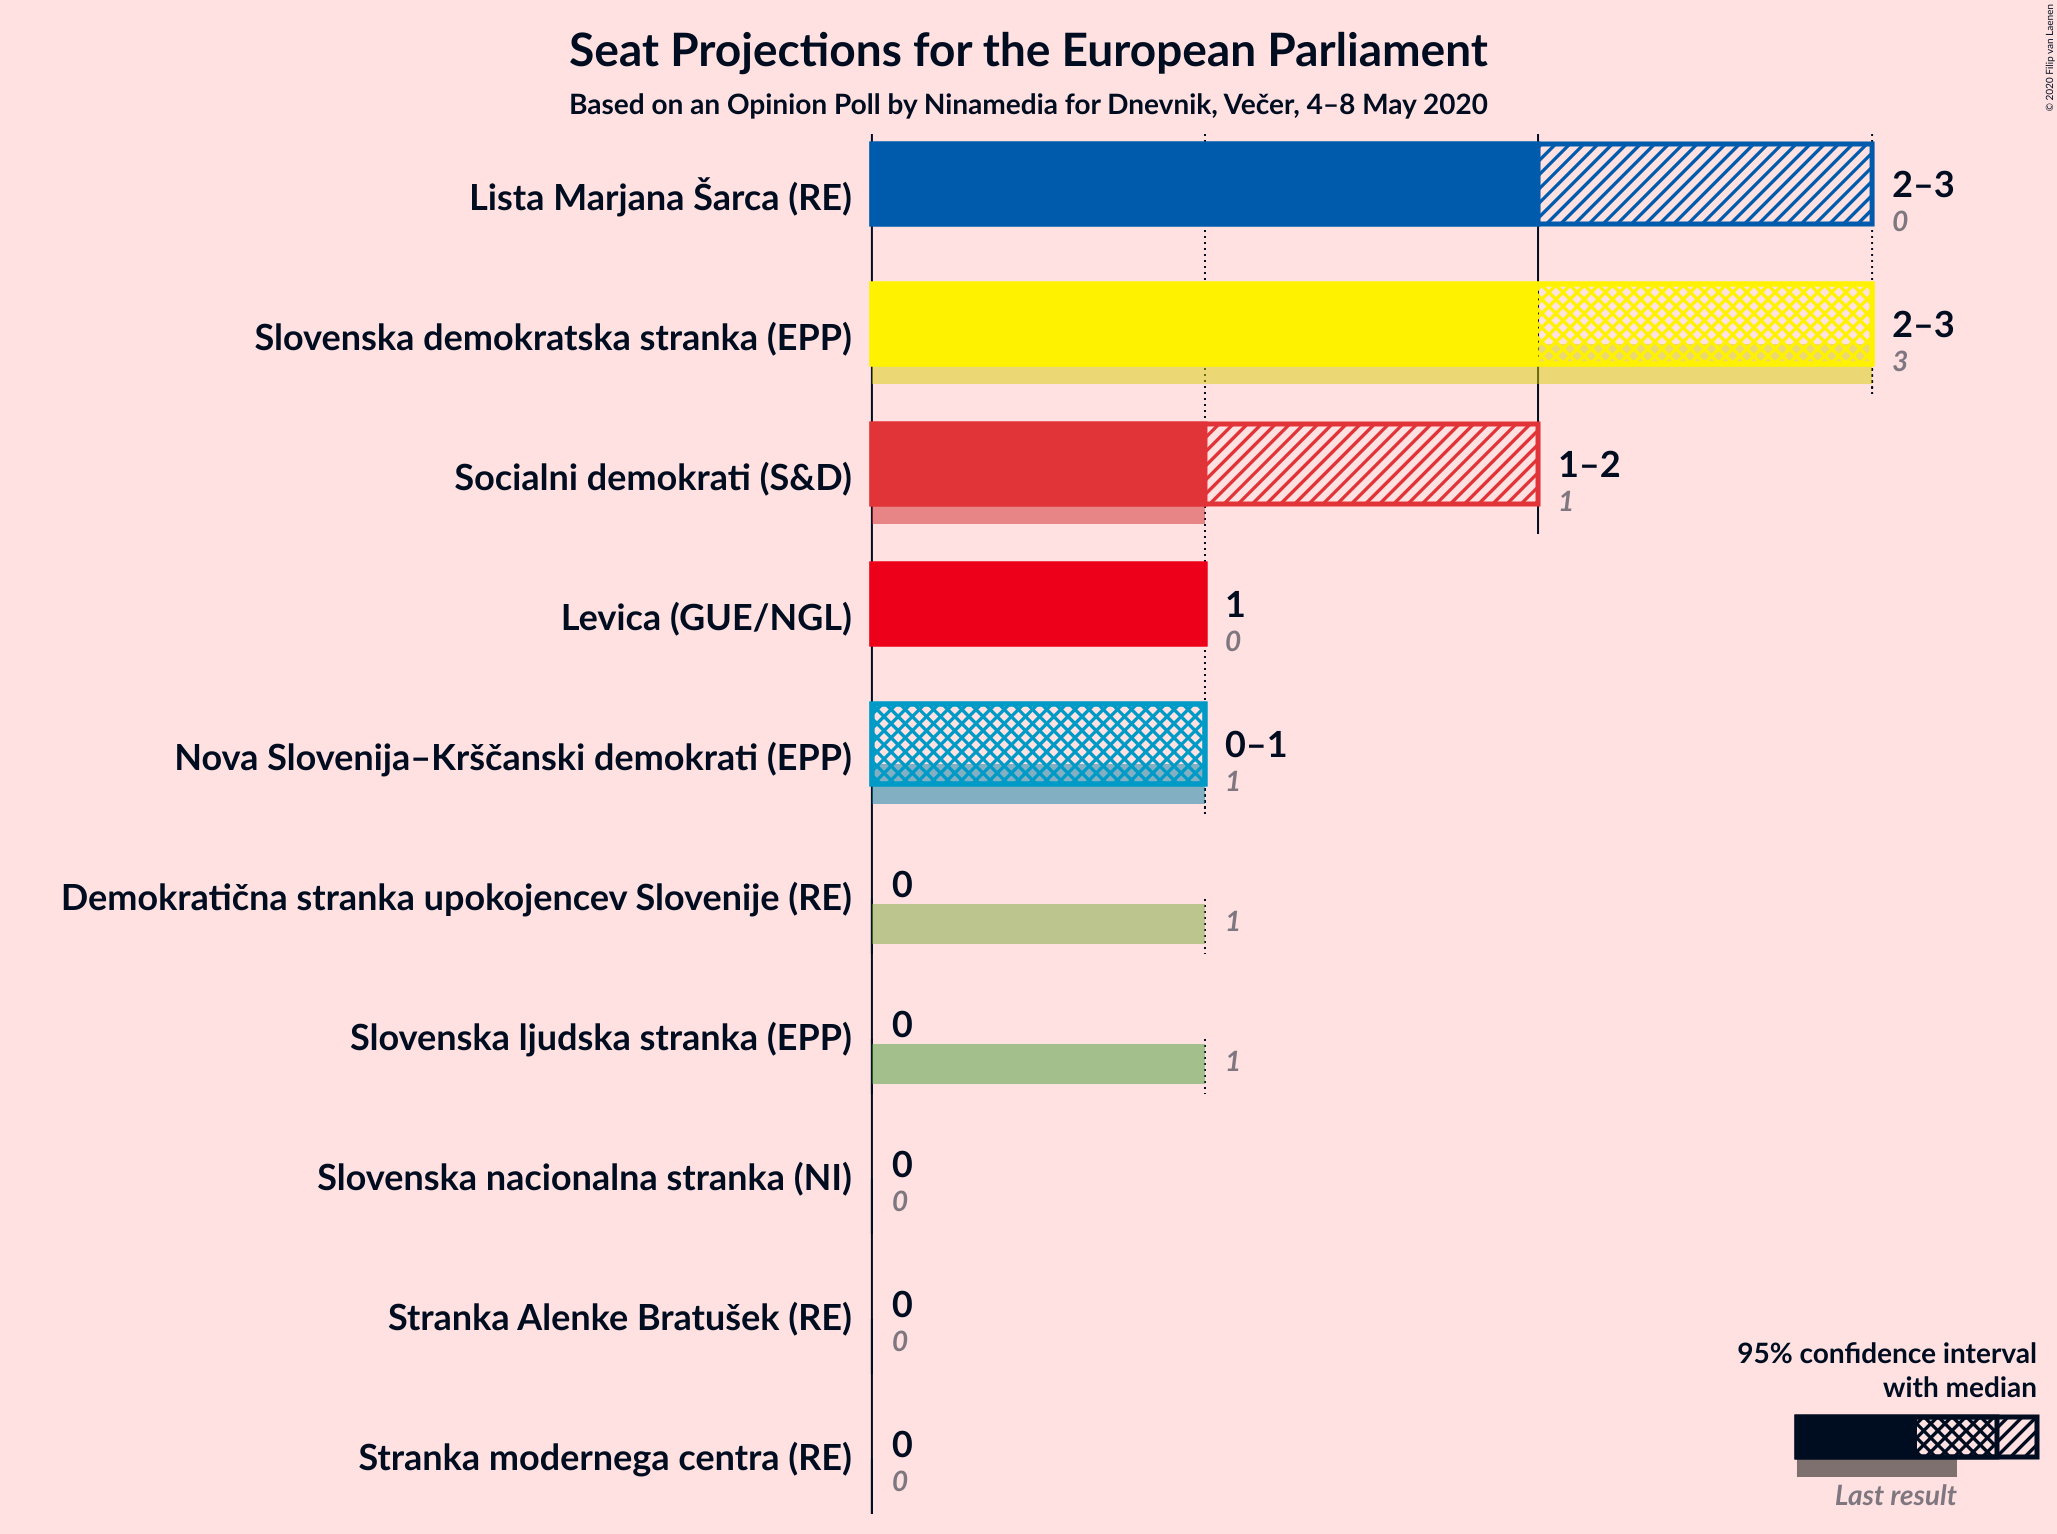 Seat Projections for the European Parliament
Based on an Opinion Poll by Ninamedia for Dnevnik, Večer, 4–8 May 2020
© 2020 Filip van Laenen
Lista Marjana Šarca (RE)
2–3
0
Slovenska demokratska stranka (EPP)
2–3
3
Socialni demokrati (S&D)
1–2
1
Levica (GUE/NGL)
1
0
Nova Slovenija–Krščanski demokrati (EPP)
0–1
1
Demokratična stranka upokojencev Slovenije (RE)
0
1
Slovenska ljudska stranka (EPP)
0
1
Slovenska nacionalna stranka (NI)
0
0
Stranka Alenke Bratušek (RE)
0
0
Stranka modernega centra (RE)
0
0
95% confidence interval
with median
Last result